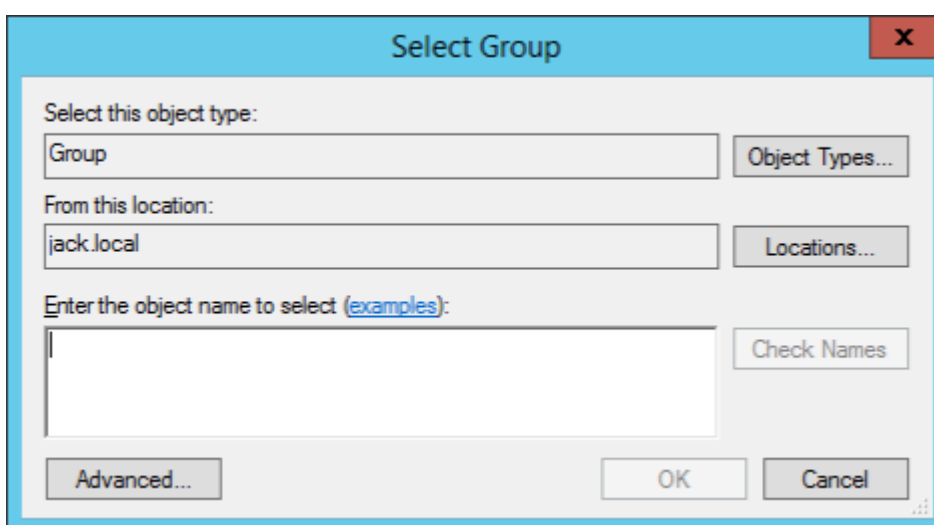 Select Group
x
Select this object type:
Group
Object Types...
From this location:
jack.local
Locations...
Enter the object name to select (examples):
Check Names
Advanced...
OK
Cancel